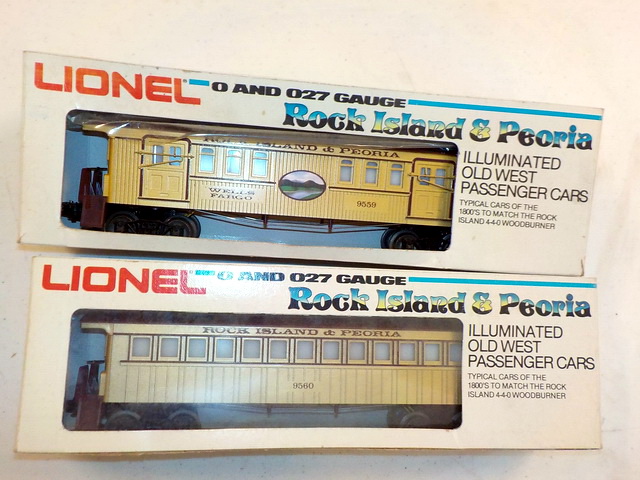 LIONEL
O AND 027 GAUGE
Rock Island & Peoria
ILLUMINATED
OLD WEST
PASSENGER CARS
TYPICAL CARS OF THE
1800'S TO MATCH THE ROCK
ISLAND 4-4-0 WOODBURNER
ROCK ISLAND & PEORIA
WELLS
FARGO
9559
LIONEL
O AND 027 GAUGE
Rock Island & Peoria
ILLUMINATED
OLD WEST
PASSENGER CARS
TYPICAL CARS OF THE
1800'S TO MATCH THE ROCK
ISLAND 4-4-0 WOODBURNER
ROCK ISLAND & PEORIA
9560